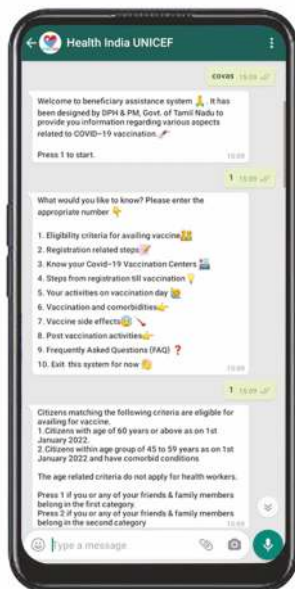 Health India UNICEF
covas 16:08
Welcome to beneficiary assistance system 🙏. It has
been designed by DPH & PM, Govt. of Tamil Nadu to
provide you information regarding various aspects
related to COVID-19 vaccination.💉
Press 1 to start.
16:09
1 16:09
What would you like to know? Please enter the
appropriate number 👇
1. Eligibility criteria for availing vaccine
2. Registration related steps📝
3. Know your Covid-19 Vaccination Centers
4. Steps from registration till vaccination💡
5. Your activities on vaccination day
6. Vaccination and comorbidities👉
7. Vaccine side effects
8. Post vaccination activities👉
9. Frequently Asked Questions (FAQ) ❓
10. Exit this system for now 👋
16:09
1 16:09
Citizens matching the following criteria are eligible
for availing for vaccine.
1.Citizens with age of 60 years or above as on 1st
January 2022.
2.Citizens within age group of 45 to 59 years as on 1st
January 2022 and have comorbid conditions
The age related criteria do not apply for health workers.
Press 1 if you or any of your friends & family members
belong in the first category
Press 2 if you or any of your friends & family members
belong in the second category
16:09
Type a message